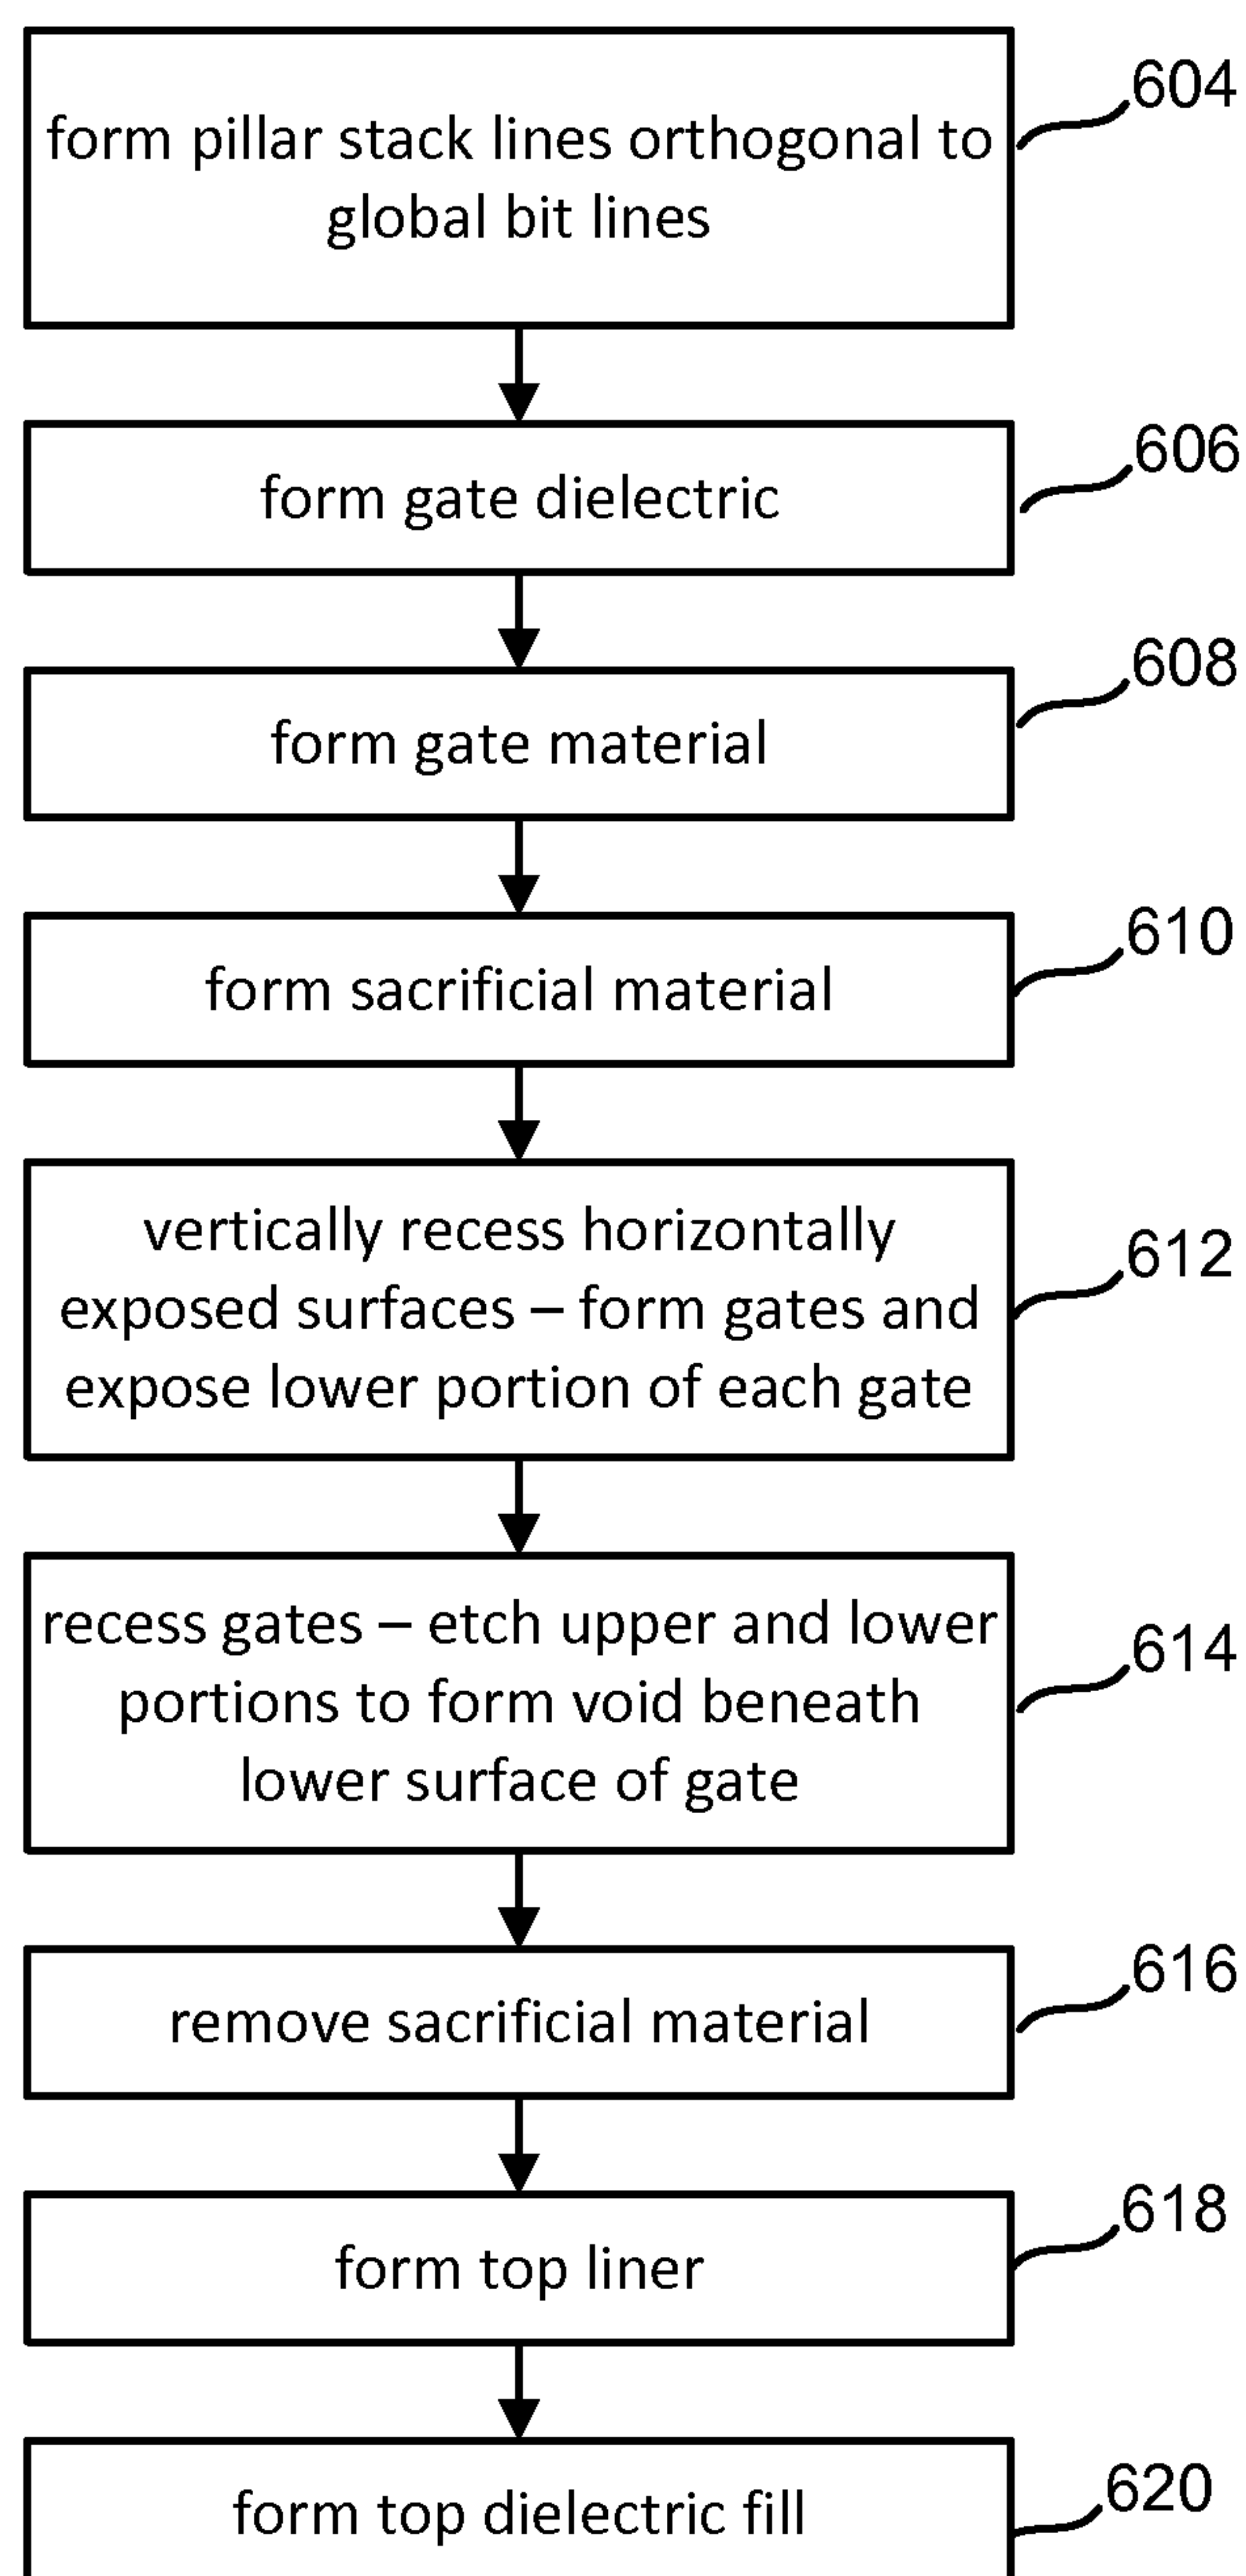 604
form pillar stack lines orthogonal to
global bit lines
606
form gate dielectric
608
form gate material
610
form sacrificial material
612
vertically recess horizontally
exposed surfaces – form gates and
expose lower portion of each gate
614
recess gates – etch upper and lower
portions to form void beneath
lower surface of gate
616
remove sacrificial material
618
form top liner
620
form top dielectric fill